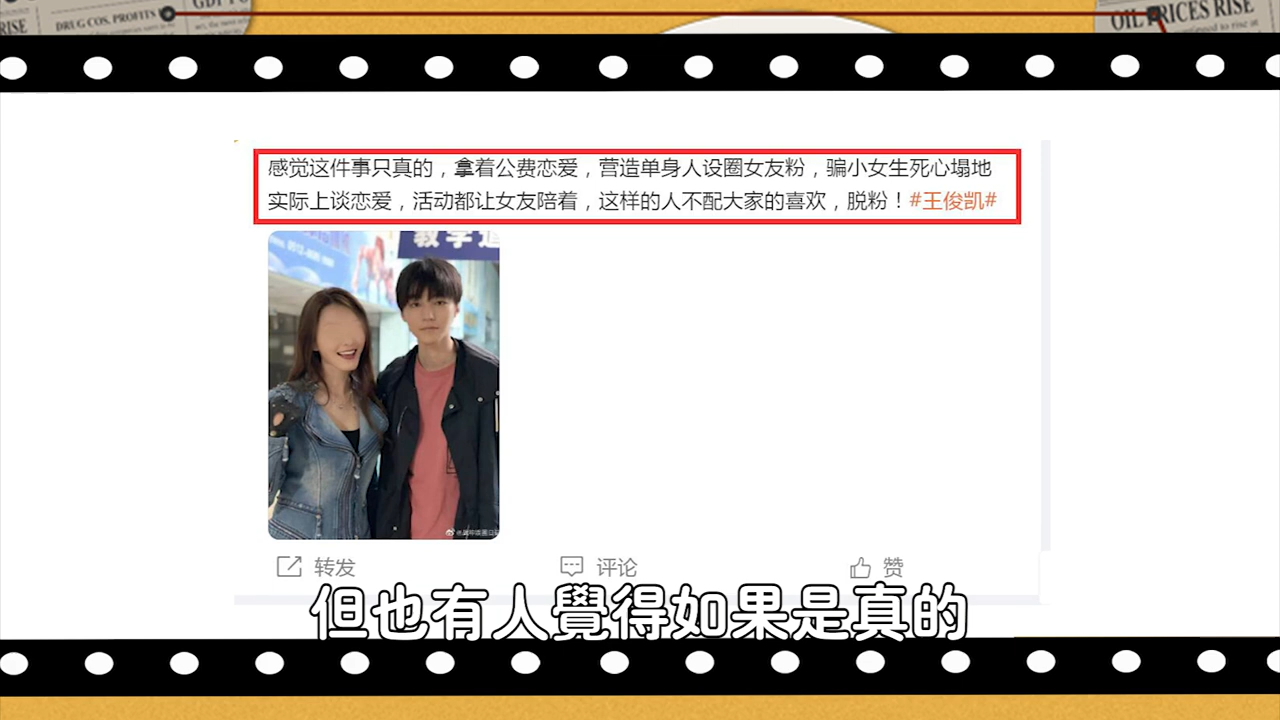 RISE
DRUG COS. PROFITS
OIL PRICES RISE
感觉这件事只真的，拿着公费恋爱，营造单身人设圈女友粉，骗小女生死心塌地
实际上谈恋爱，活动都让女友陪着，这样的人不配大家的喜欢，脱粉！#王俊凯#
转发
评论
赞
但也有人覺得如果是真的